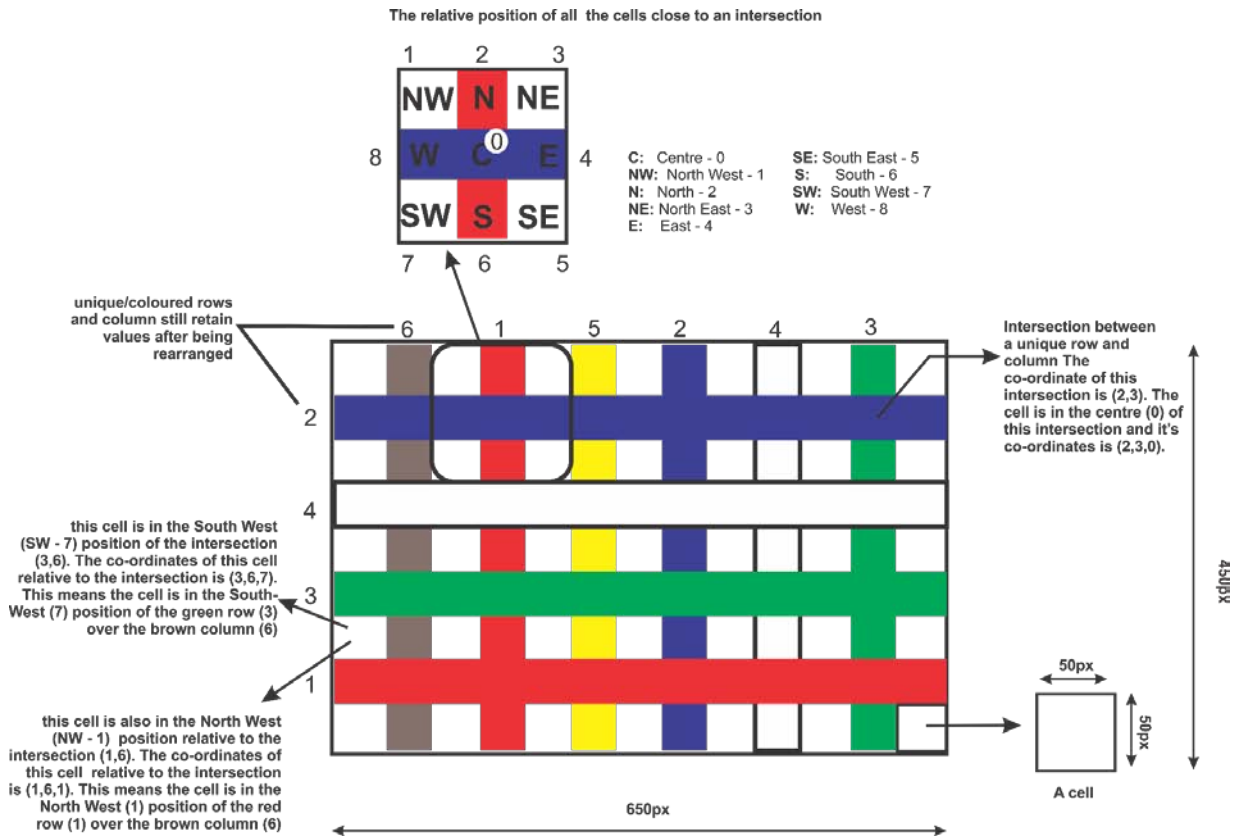 The relative position of all the cells close to an intersection
1 2 3
NW N NE
8 W C 0 E 4
SW S SE
7 6 5
C: Centre - 0
NW: North West - 1
N: North - 2
NE: North East - 3
E: East - 4
SE: South East - 5
S: South - 6
SW: South West - 7
W: West - 8
unique/coloured rows
and column still retain
values after being
rearranged
6 1 5 2 4 3
2
4
3
1
Intersection between
a unique row and
column The
co-ordinate of this
intersection is (2,3). The
cell is in the centre (0) of
this intersection and it's
co-ordinates is (2,3,0).
this cell is in the South West
(SW - 7) position of the intersection
(3,6). The co-ordinates of this cell
relative to the intersection is (3,6,7).
This means the cell is in the South-
West (7) position of the green row (3)
over the brown column (6)
this cell is also in the North West
(NW - 1) position relative to the
intersection (1,6). The co-ordinates of
this cell relative to the intersection
is (1,6,1). This means the cell is in the
North West (1) position of the red
row (1) over the brown column (6)
450px
650px
50px
50px
A cell